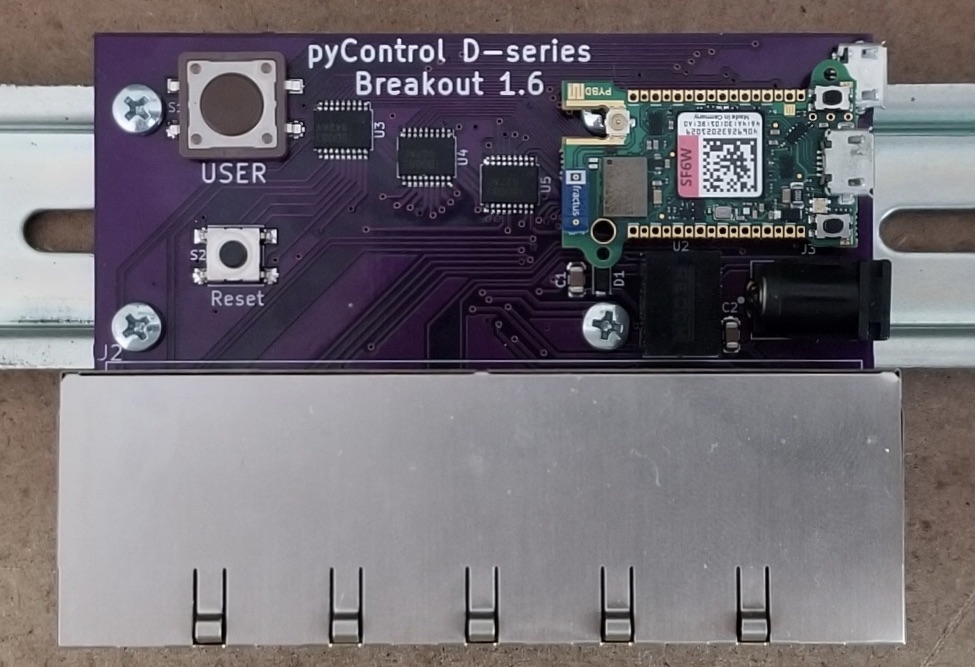 pyControl D-series
Breakout 1.6
S1
USER
U3
U4
U5
PYBD
SF6W
Made in Germany
fractus
S2
Reset
U2
J3
C1
D1
C2
J2